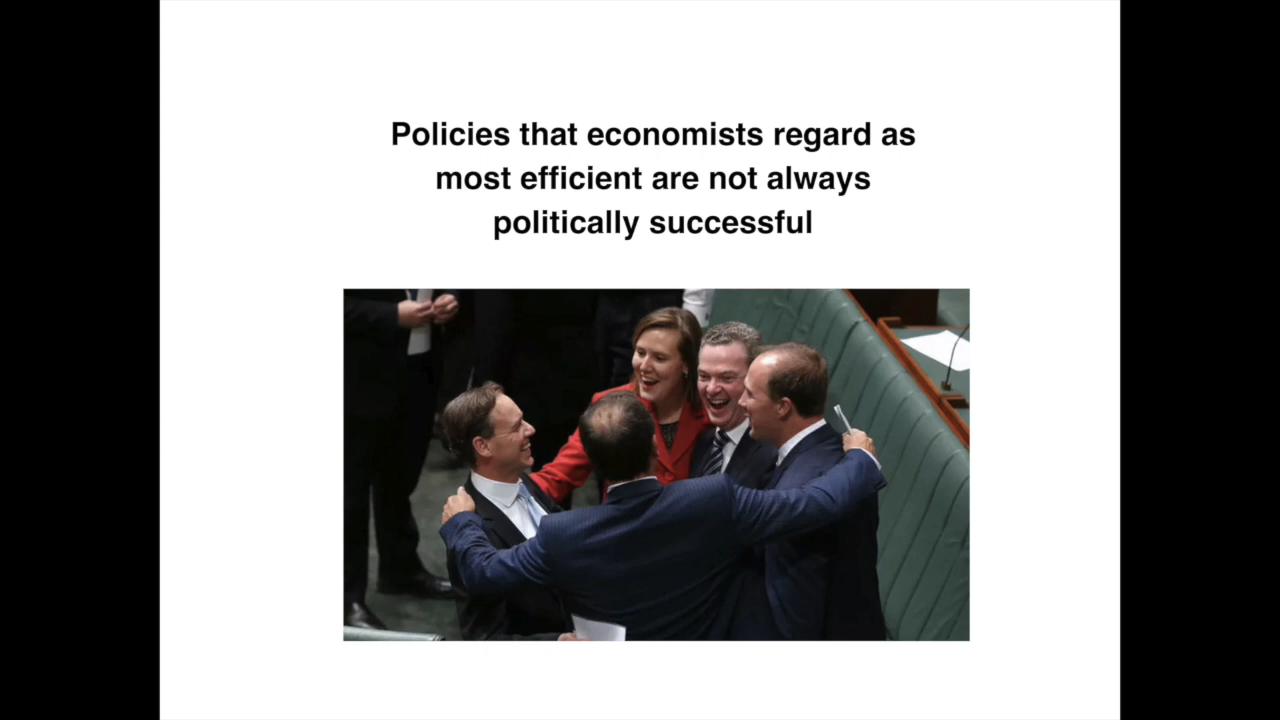 Policies that economists regard as
most efficient are not always
politically successful